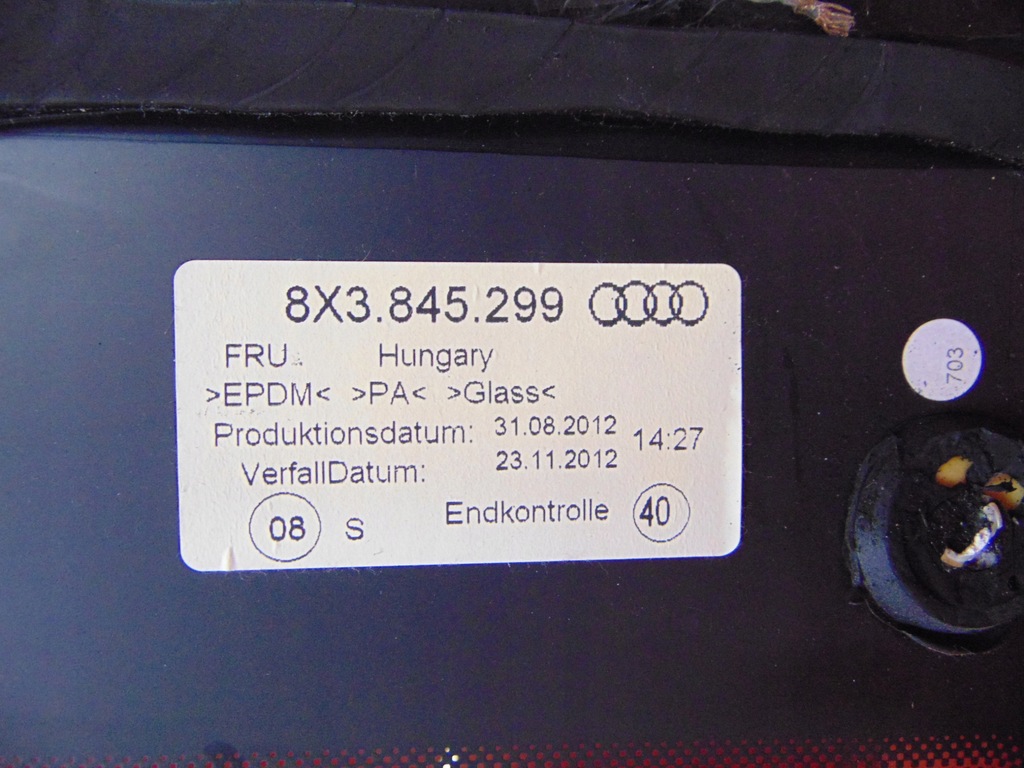 8X3.845.299
FRU Hungary
>EPDM< >PA< >Glass<
Produktionsdatum: 31.08.2012 14:27
VerfallDatum: 23.11.2012
08 S Endkontrolle 40
703